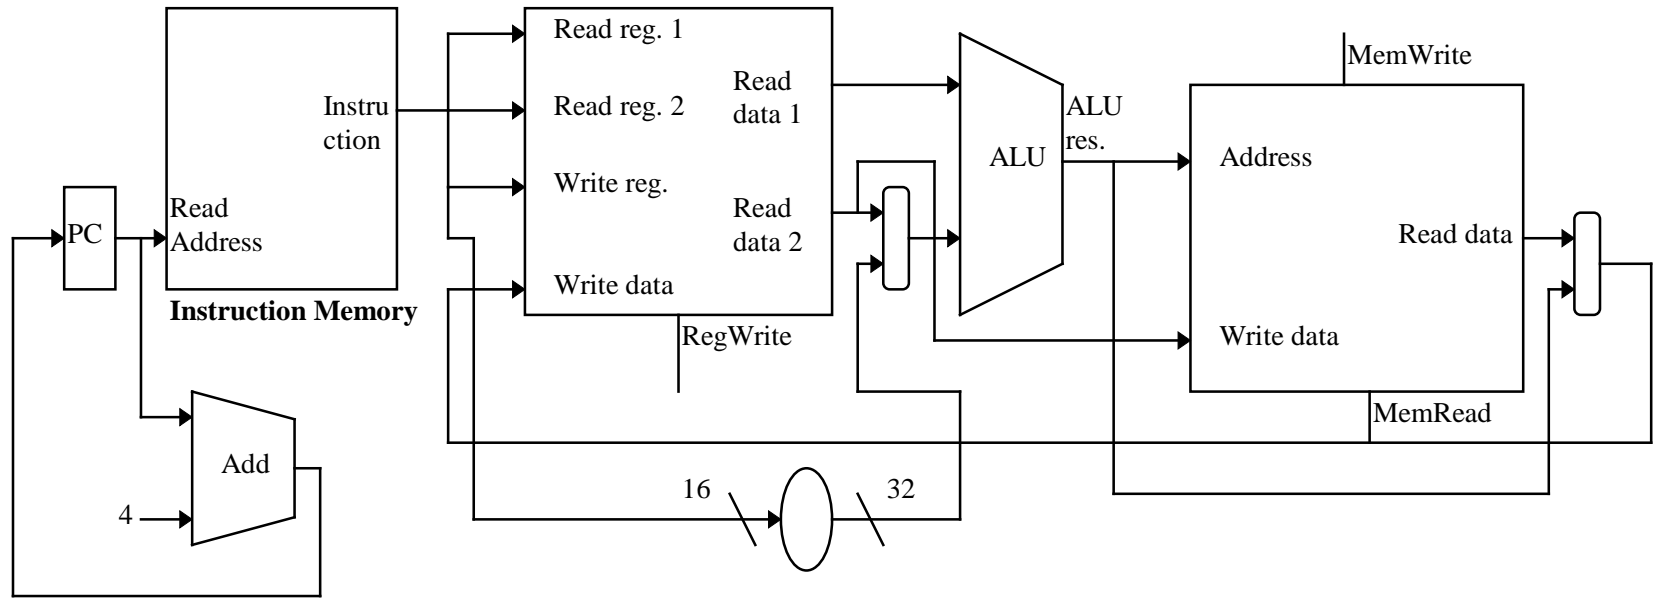 Read reg. 1
MemWrite
Read
data 1
Instru
ction
Read reg. 2
ALU
res.
ALU
Address
Write reg.
Read
Address
PC
Read
data 2
Read data
Write data
Instruction Memory
RegWrite
Write data
MemRead
Add
4
16
32